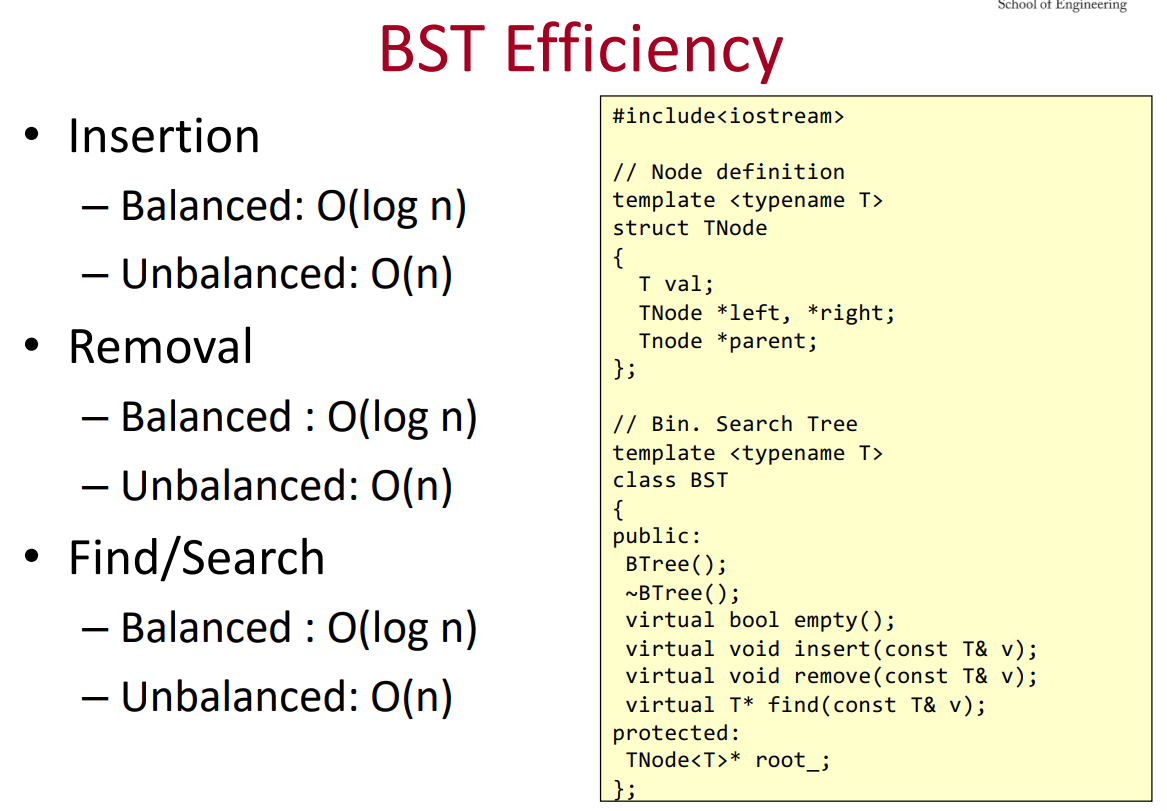 School of Engineering
BST Efficiency
• Insertion
– Balanced: O(log n)
– Unbalanced: O(n)
• Removal
– Balanced : O(log n)
– Unbalanced: O(n)
• Find/Search
– Balanced : O(log n)
– Unbalanced: O(n)
#include<iostream>
// Node definition
template <typename T>
struct TNode
{
T val;
TNode *left, *right;
Tnode *parent;
};
// Bin. Search Tree
template <typename T>
class BST
{
public:
BTree();
~BTree();
virtual bool empty();
virtual void insert(const T& v);
virtual void remove(const T& v);
virtual T* find(const T& v);
protected:
TNode<T>* root_;
};